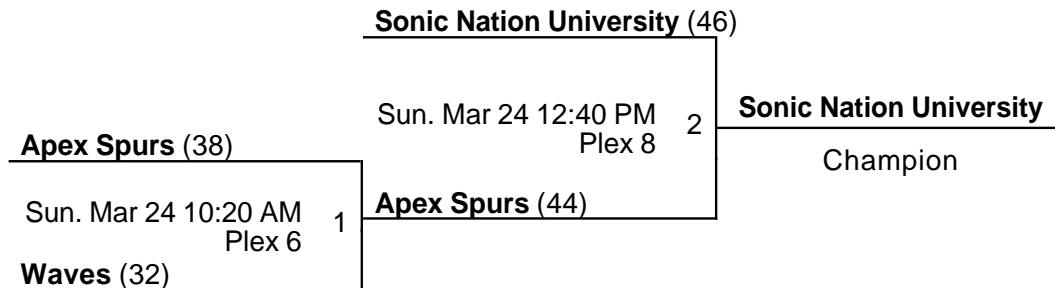 Sonic Nation University (46)
Sun. Mar 24 12:40 PM
Plex 8
2
Sonic Nation University
Champion
Apex Spurs (38)
Sun. Mar 24 10:20 AM
Plex 6
1
Apex Spurs (44)
Waves (32)